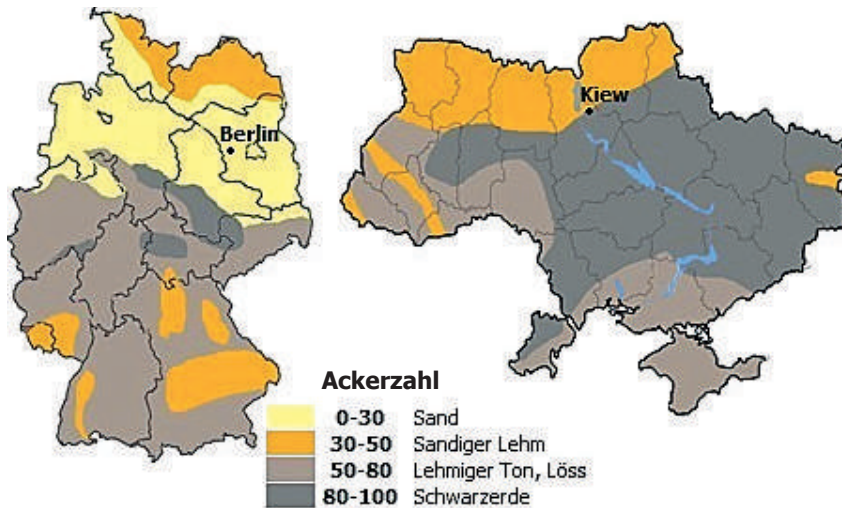 Berlin
Kiew
Ackerzahl
0-30 Sand
30-50 Sandiger Lehm
50-80 Lehmiger Ton, Löss
80-100 Schwarzerde